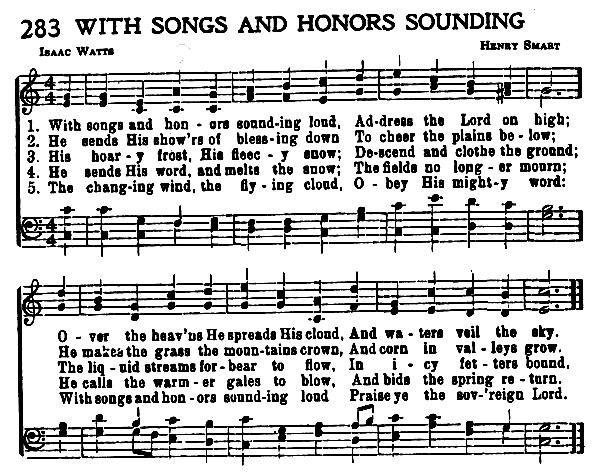 283 WITH SONGS AND HONORS SOUNDING
ISAAC WATTS HENRY SMART
4 4
1. With songs and hon - ors sound-ing loud, Ad-dress the Lord on high;
2. He sends His show'rs of bless-ing down To cheer the plains be - low;
3. His hoar - y frost, His fleec - y snow; De-scend and clothe the ground;
4. He sends His word, and melts the snow; The fields no long - er mourn;
5. The chang-ing wind, the fly - ing cloud, O - bey His might-y word:
4 4
O - ver the heav'ns He spreads His cloud, And wa - ters veil the sky.
He makes the grass the moun-tains crown, And corn in val - leys grow.
The liq - uid streams for-bear to flow, In i - cy fet - ters bound.
He calls the warm - er gales to blow, And bids the spring re - turn.
With songs and hon - ors sound-ing loud Praise ye the sov-'reign Lord.